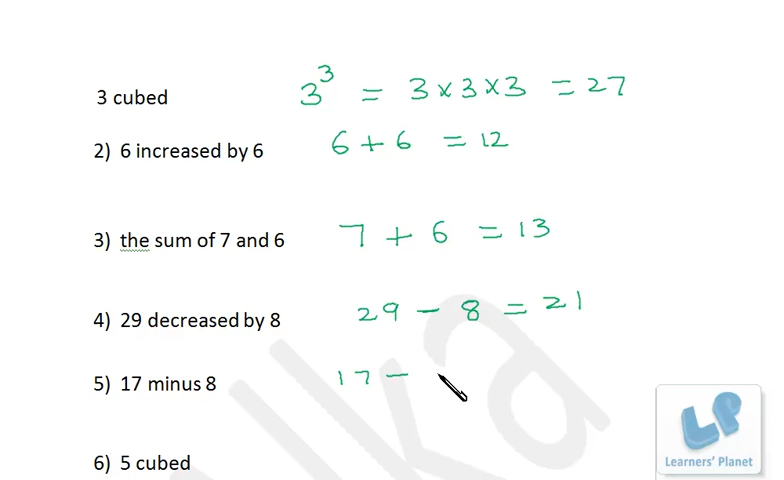 3 cubed 3³ = 3 × 3 × 3 = 27
2) 6 increased by 6 6 + 6 = 12
3) the sum of 7 and 6 7 + 6 = 13
4) 29 decreased by 8 29 - 8 = 21
5) 17 minus 8 17 -
6) 5 cubed
LP
Learners' Planet